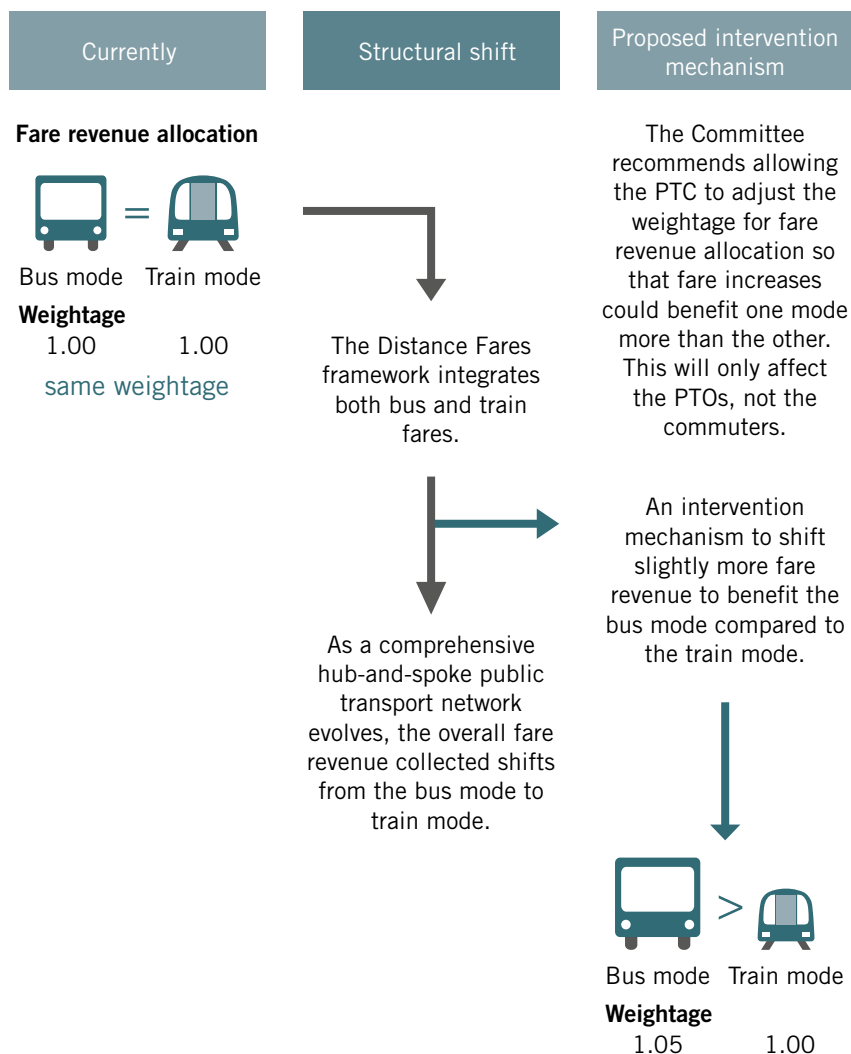 Currently
Fare revenue allocation
=
Bus mode Train mode
Weightage
1.00 1.00
same weightage
Structural shift
The Distance Fares
framework integrates
both bus and train
fares.
As a comprehensive
hub-and-spoke public
transport network
evolves, the overall fare
revenue collected shifts
from the bus mode to
train mode.
Proposed intervention
mechanism
The Committee
recommends allowing
the PTC to adjust the
weightage for fare
revenue allocation so
that fare increases
could benefit one mode
more than the other.
This will only affect
the PTOs, not the
commuters.
An intervention
mechanism to shift
slightly more fare
revenue to benefit the
bus mode compared to
the train mode.
>
Bus mode Train mode
Weightage
1.05 1.00